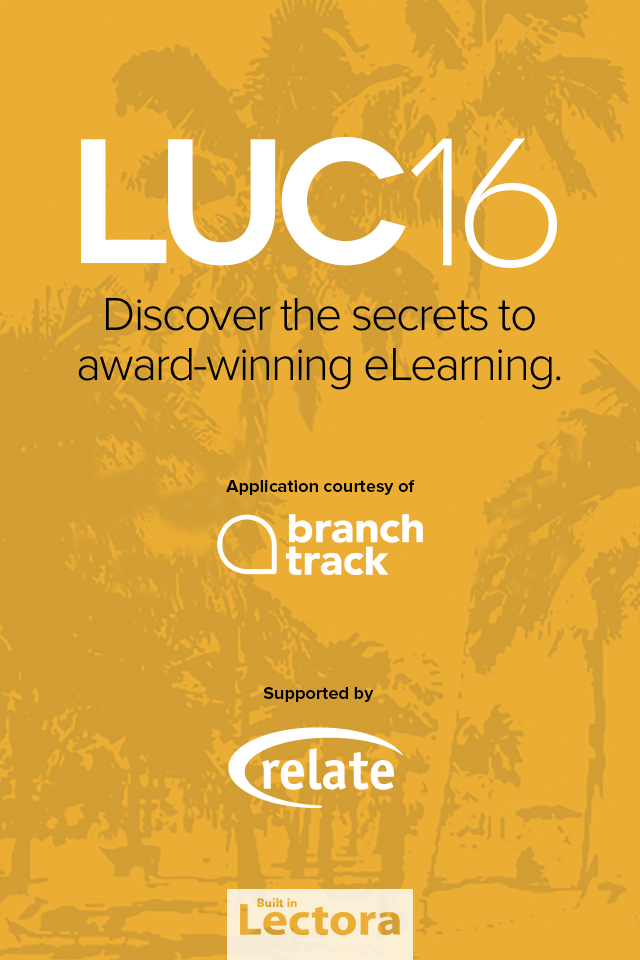 LUC16
Discover the secrets to
award-winning eLearning.
Application courtesy of
branch
track
Supported by
relate
Built in
Lectora